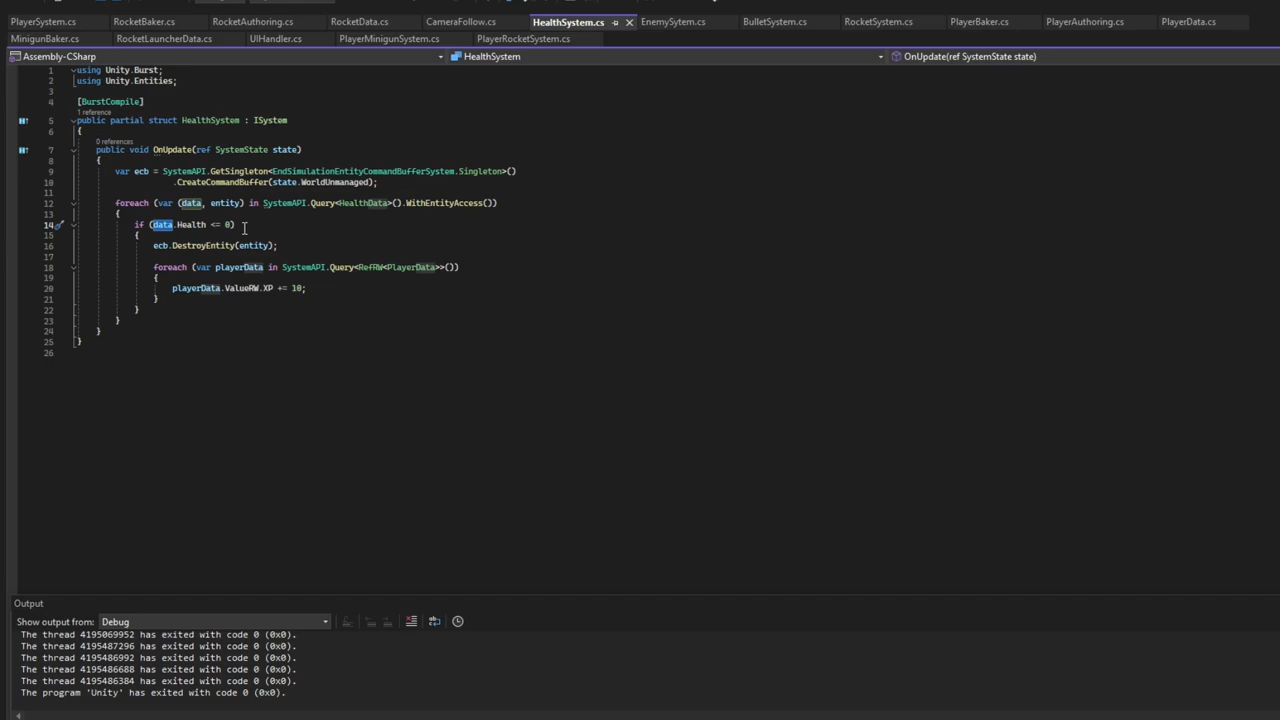 PlayerSystem.cs RocketBaker.cs RocketAuthoring.cs RocketData.cs CameraFollow.cs HealthSystem.cs EnemySytem.cs BulletSystem.cs RocketSystem.cs PlayerBaker.cs PlayerAuthoring.cs PlayerData.cs
MinigunBaker.cs RocketLauncherData.cs UIHandler.cs PlayerMinigunSystem.cs PlayerRocketSystem.cs
Assembly-CSharp HealthSystem OnUpdate(ref SystemState state)
1 using Unity.Burst;
2 using Unity.Entities;
3
4 [BurstCompile]
1 reference
5 public partial struct HealthSystem : ISystem
6 {
0 references
7 public void OnUpdate(ref SystemState state)
8 {
9 var ecb = SystemAPI.GetSingleton<EndSimulationEntityCommandBufferSystem.Singleton>()
10 .CreateCommandBuffer(state.WorldUnmanaged);
11
12 foreach (var (data, entity) in SystemAPI.Query<HealthData>().WithEntityAccess())
13 {
14 if (data.Health <= 0)
15 {
16 ecb.DestroyEntity(entity);
17
18 foreach (var playerData in SystemAPI.Query<RefRW<PlayerData>>())
19 {
20 playerData.ValueRW.XP += 10;
21 }
22 }
23 }
24 }
25 }
26
Output
Show output from: Debug
The thread 4195069952 has exited with code 0 (0x0).
The thread 4195487296 has exited with code 0 (0x0).
The thread 4195486992 has exited with code 0 (0x0).
The thread 4195486688 has exited with code 0 (0x0).
The thread 4195486384 has exited with code 0 (0x0).
The program 'Unity' has exited with code 0 (0x0).